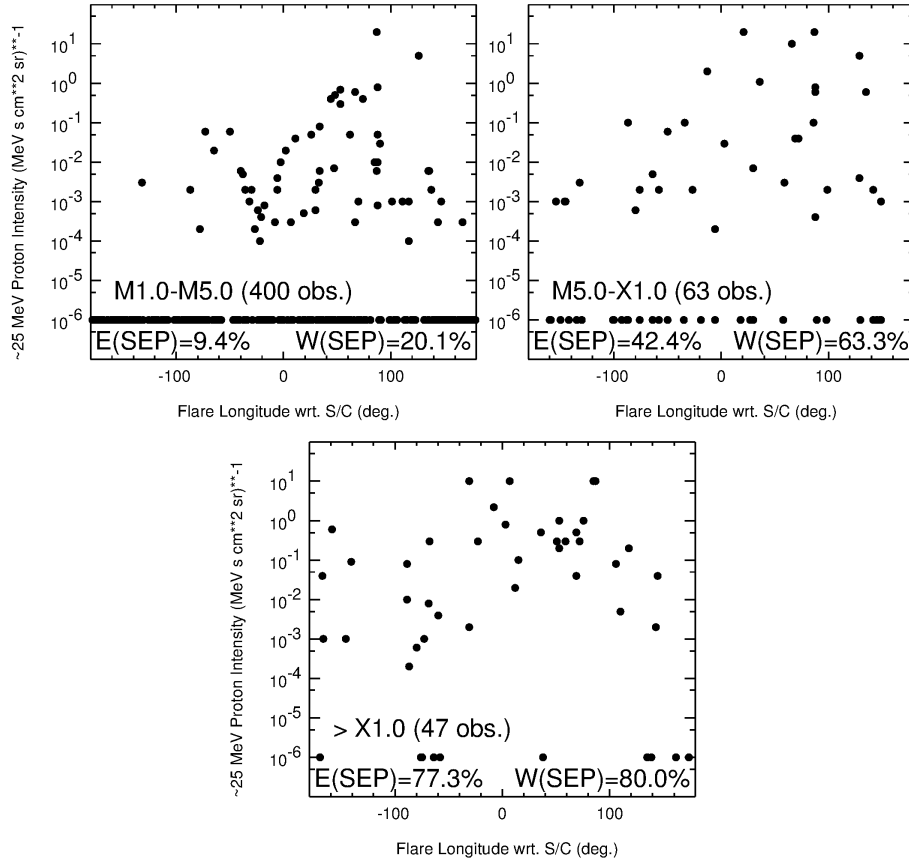 ~25 MeV Proton Intensity (MeV s cm**2 sr)**-1
10^1
10^0
10^-1
10^-2
10^-3
10^-4
10^-5
10^-6
M1.0-M5.0 (400 obs.)
E(SEP)=9.4% W(SEP)=20.1%
-100 0 100
Flare Longitude wrt. S/C (deg.)
10^1
10^0
10^-1
10^-2
10^-3
10^-4
10^-5
10^-6
M5.0-X1.0 (63 obs.)
E(SEP)=42.4% W(SEP)=63.3%
-100 0 100
Flare Longitude wrt. S/C (deg.)
~25 MeV Proton Intensity (MeV s cm**2 sr)**-1
10^1
10^0
10^-1
10^-2
10^-3
10^-4
10^-5
10^-6
> X1.0 (47 obs.)
E(SEP)=77.3% W(SEP)=80.0%
-100 0 100
Flare Longitude wrt. S/C (deg.)